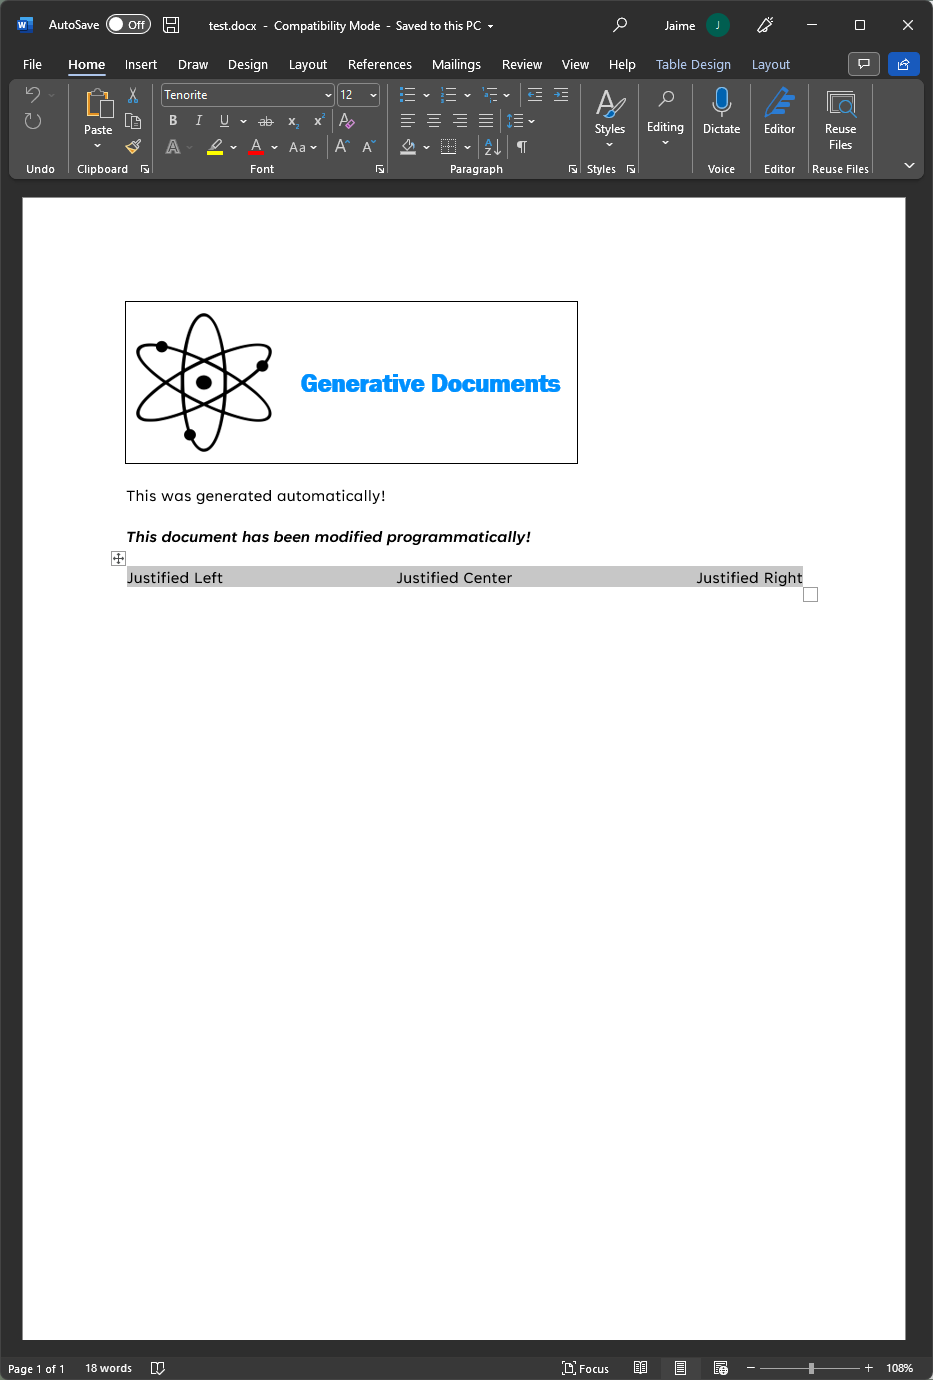 AutoSave Off test.docx - Compatibility Mode - Saved to this PC Jaime J
File Home Insert Draw Design Layout References Mailings Review View Help Table Design Layout
Tenorite 12
Paste
Styles Editing Dictate Editor Reuse Files
B I U ab x₂ x² A
A A Aa A A
Undo Clipboard Font Paragraph Styles Voice Editor Reuse Files
Generative Documents
This was generated automatically!
This document has been modified programmatically!
Justified Left Justified Center Justified Right
Page 1 of 1 18 words Focus 108%